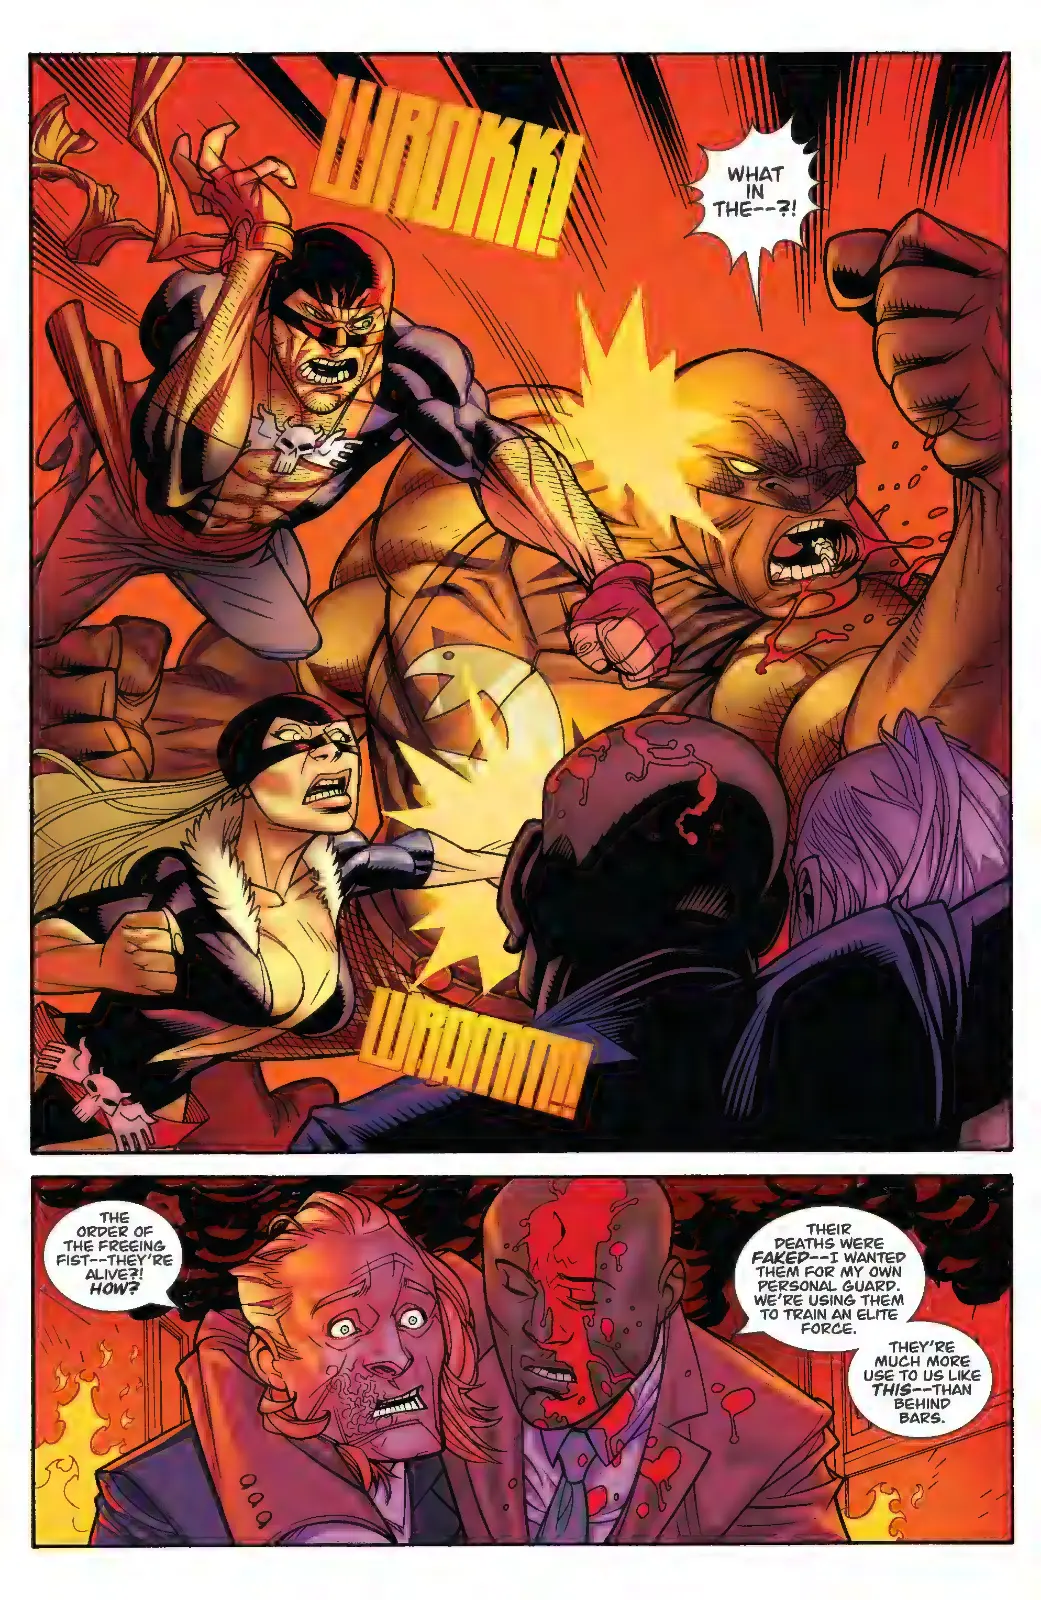 WROKK!
WHAT
IN
THE--?!
WRAMM!!
THE
ORDER OF
THE FREEING
FIST--THEY'RE
ALIVE?!
HOW?
THEIR
DEATHS WERE
FAKED--I WANTED
THEM FOR MY OWN
PERSONAL GUARD.
WE'RE USING THEM
TO TRAIN AN ELITE
FORCE.
THEY'RE
MUCH MORE
USE TO US LIKE
THIS--THAN
BEHIND
BARS.